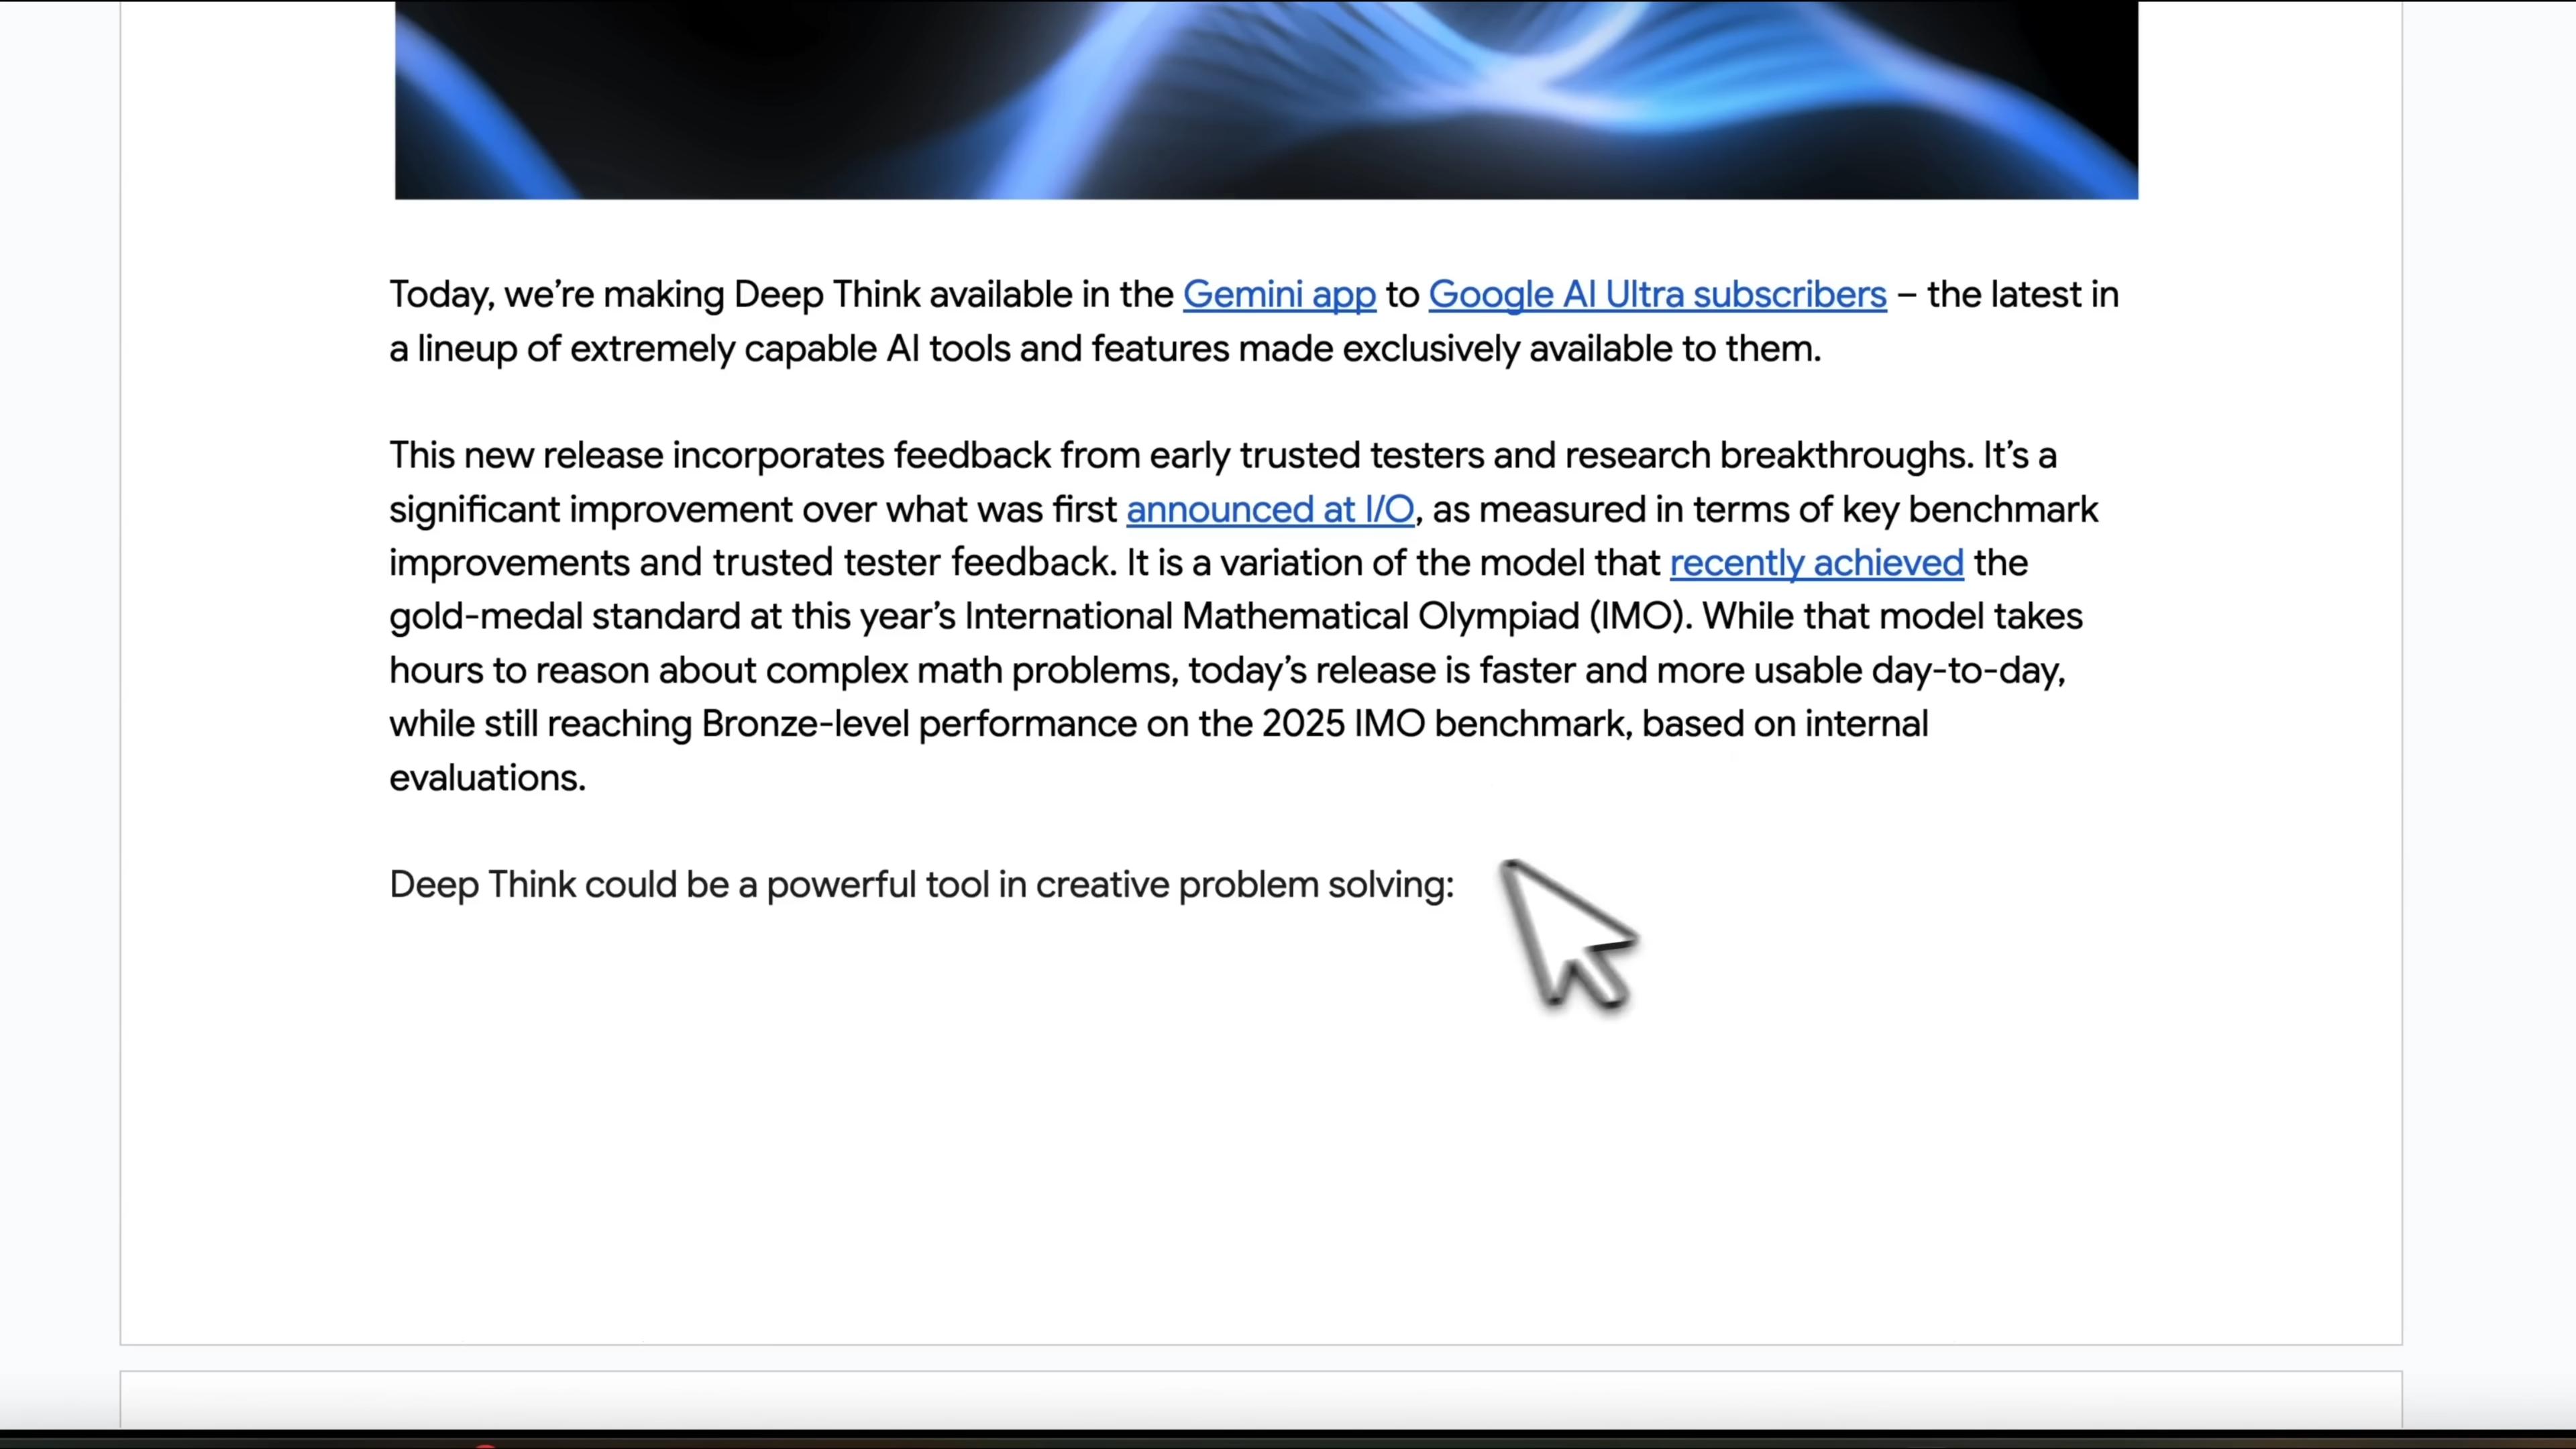 Today, we’re making Deep Think available in the Gemini app to Google AI Ultra subscribers – the latest in
a lineup of extremely capable AI tools and features made exclusively available to them.
This new release incorporates feedback from early trusted testers and research breakthroughs. It’s a
significant improvement over what was first announced at I/O, as measured in terms of key benchmark
improvements and trusted tester feedback. It is a variation of the model that recently achieved the
gold-medal standard at this year’s International Mathematical Olympiad (IMO). While that model takes
hours to reason about complex math problems, today’s release is faster and more usable day-to-day,
while still reaching Bronze-level performance on the 2025 IMO benchmark, based on internal
evaluations.
Deep Think could be a powerful tool in creative problem solving: